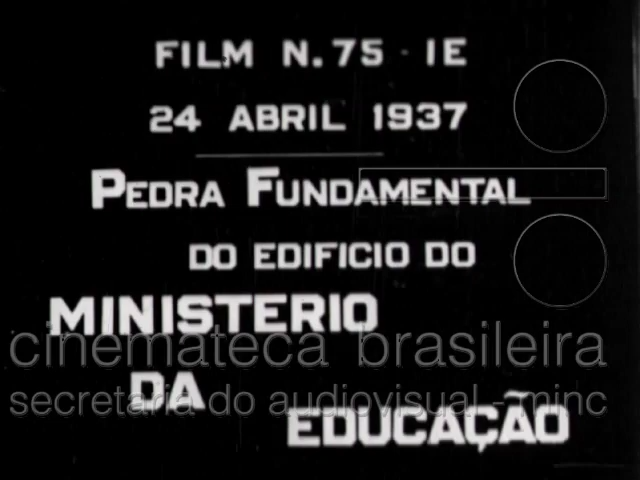 FILM N. 75 - IE
24 ABRIL 1937
PEDRA FUNDAMENTAL
DO EDIFICIO DO
MINISTERIO
cinemateca brasileira
DA
secretaria do audiovisual - minc
EDUCAÇÃO